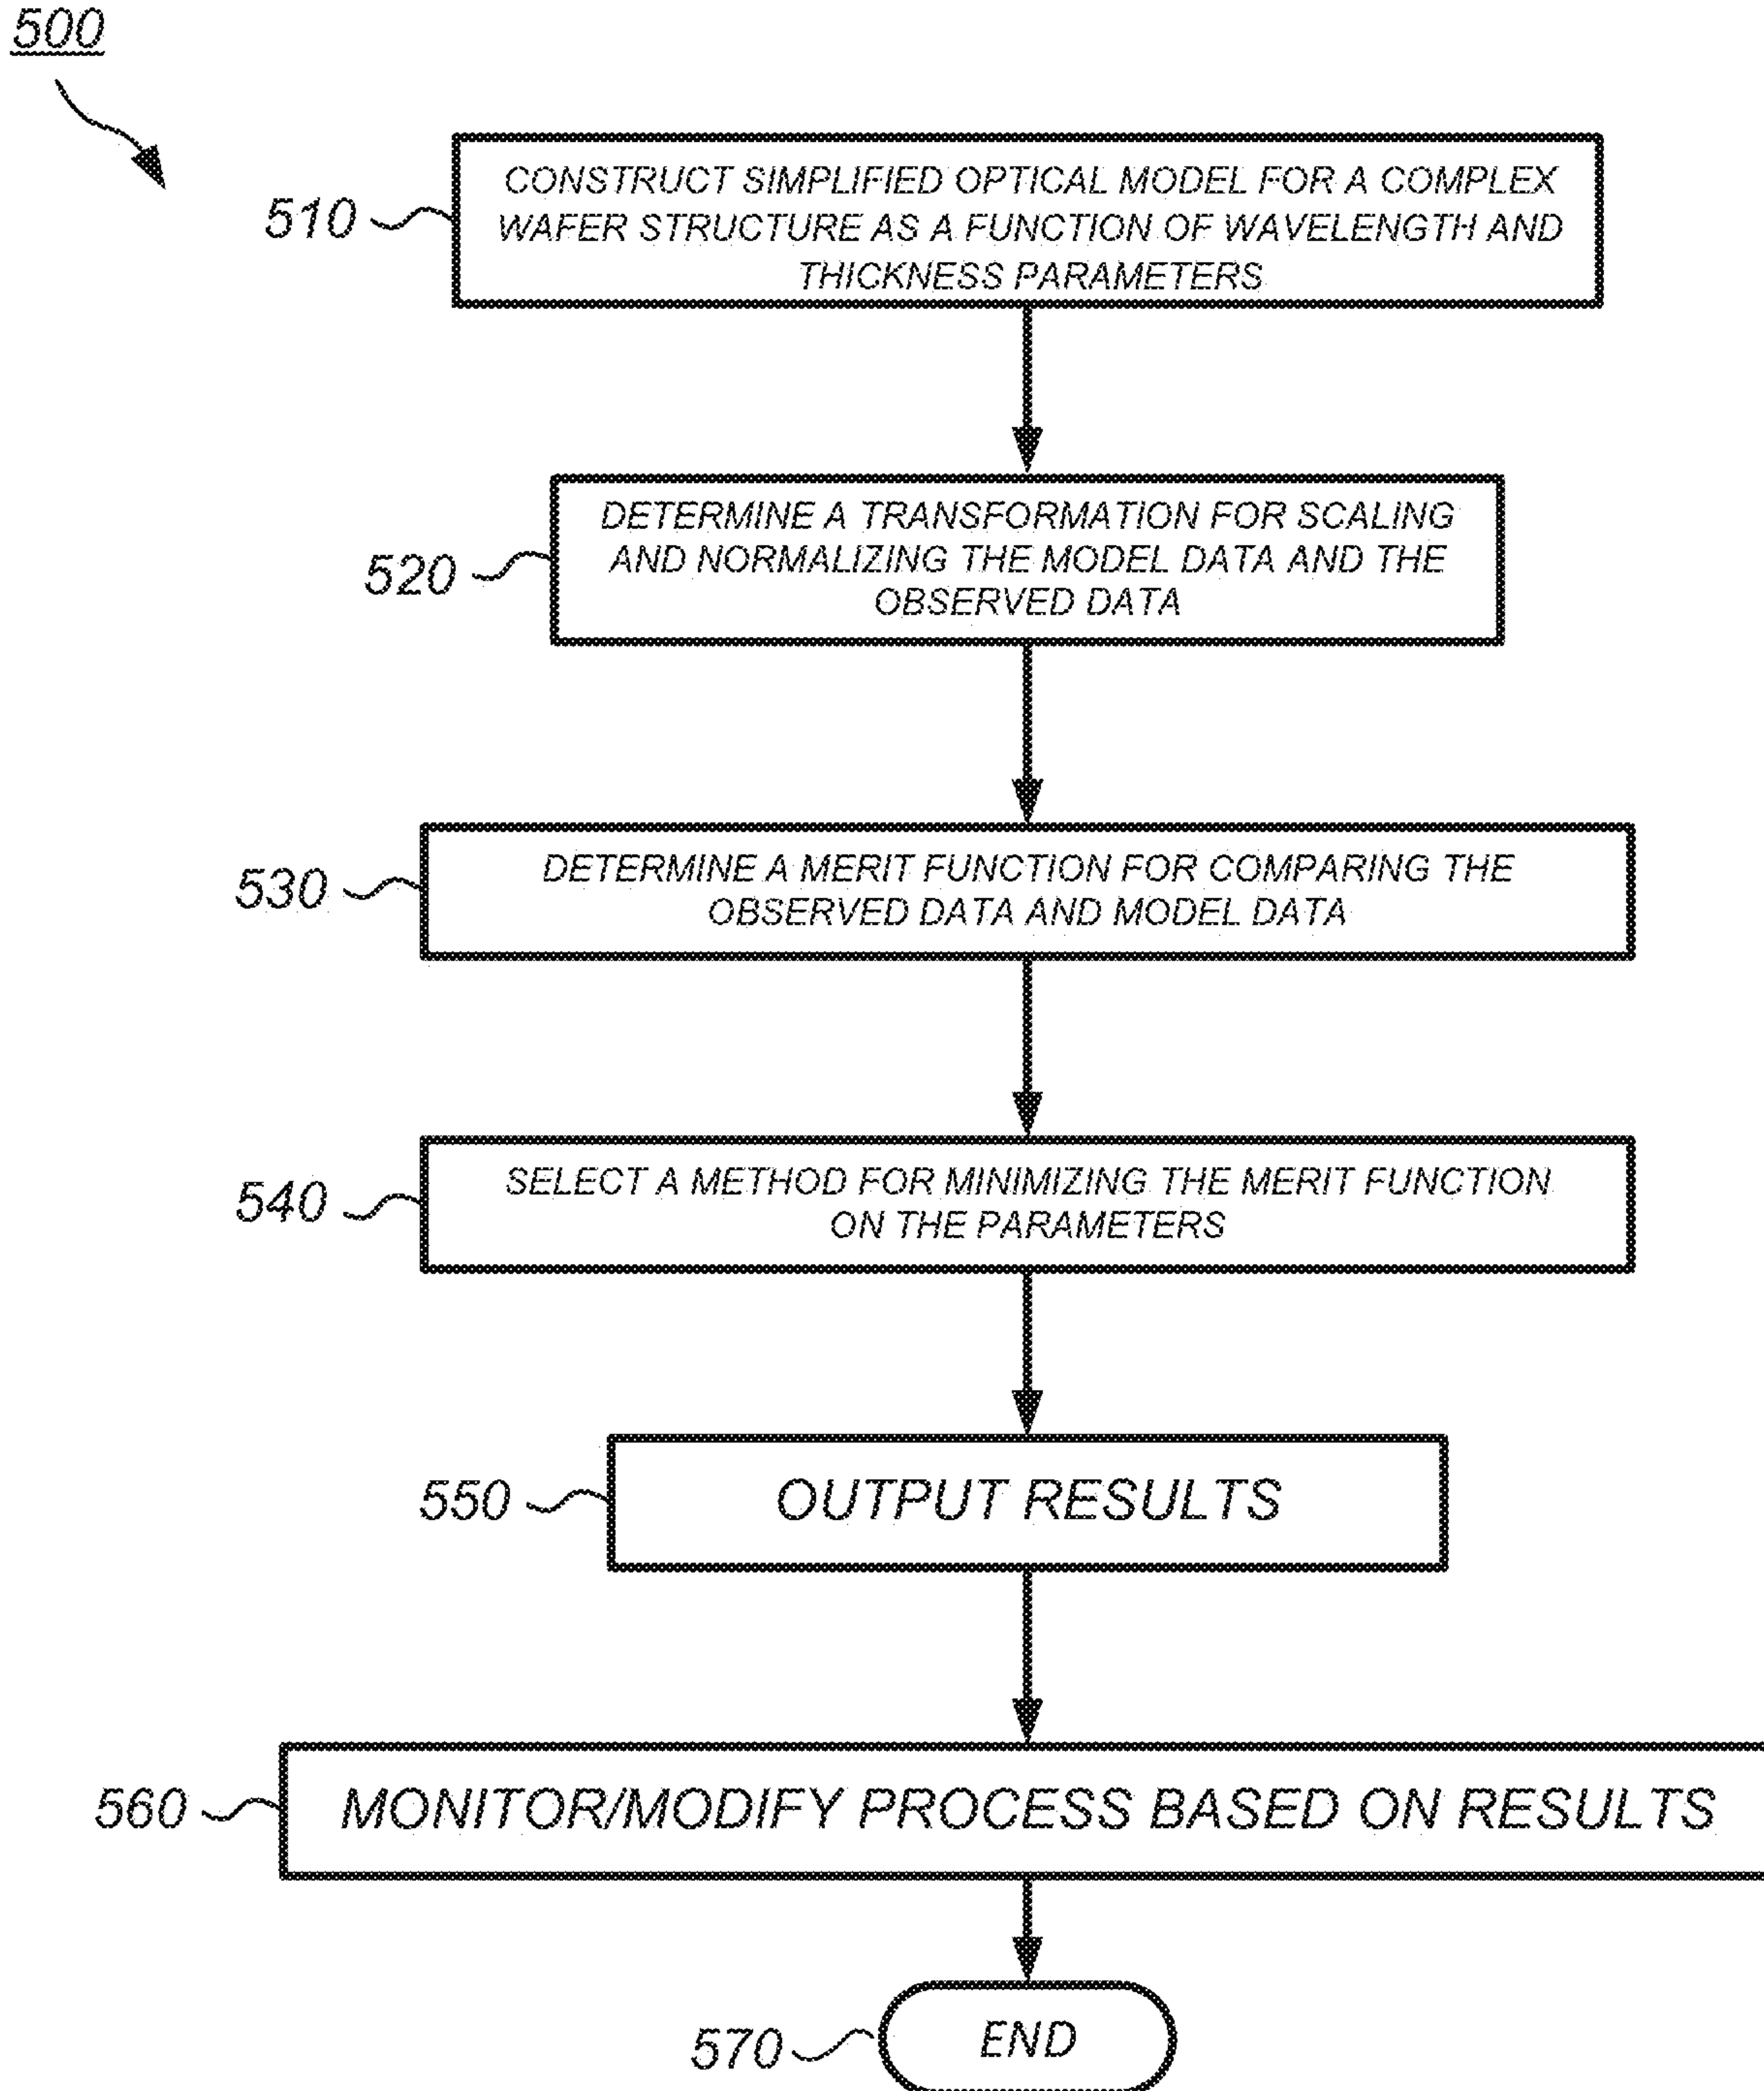 500
510
CONSTRUCT SIMPLIFIED OPTICAL MODEL FOR A COMPLEX
WAFER STRUCTURE AS A FUNCTION OF WAVELENGTH AND
THICKNESS PARAMETERS
520
DETERMINE A TRANSFORMATION FOR SCALING
AND NORMALIZING THE MODEL DATA AND THE
OBSERVED DATA
530
DETERMINE A MERIT FUNCTION FOR COMPARING THE
OBSERVED DATA AND MODEL DATA
540
SELECT A METHOD FOR MINIMIZING THE MERIT FUNCTION
ON THE PARAMETERS
550
OUTPUT RESULTS
560
MONITOR/MODIFY PROCESS BASED ON RESULTS
570
END